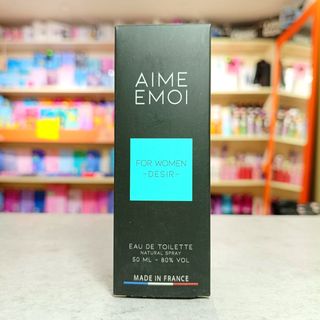 AIME
EMOI
FOR WOMEN
-DESIR-
EAU DE TOILETTE
NATURAL SPRAY
50 ML - 80% VOL
MADE IN FRANCE